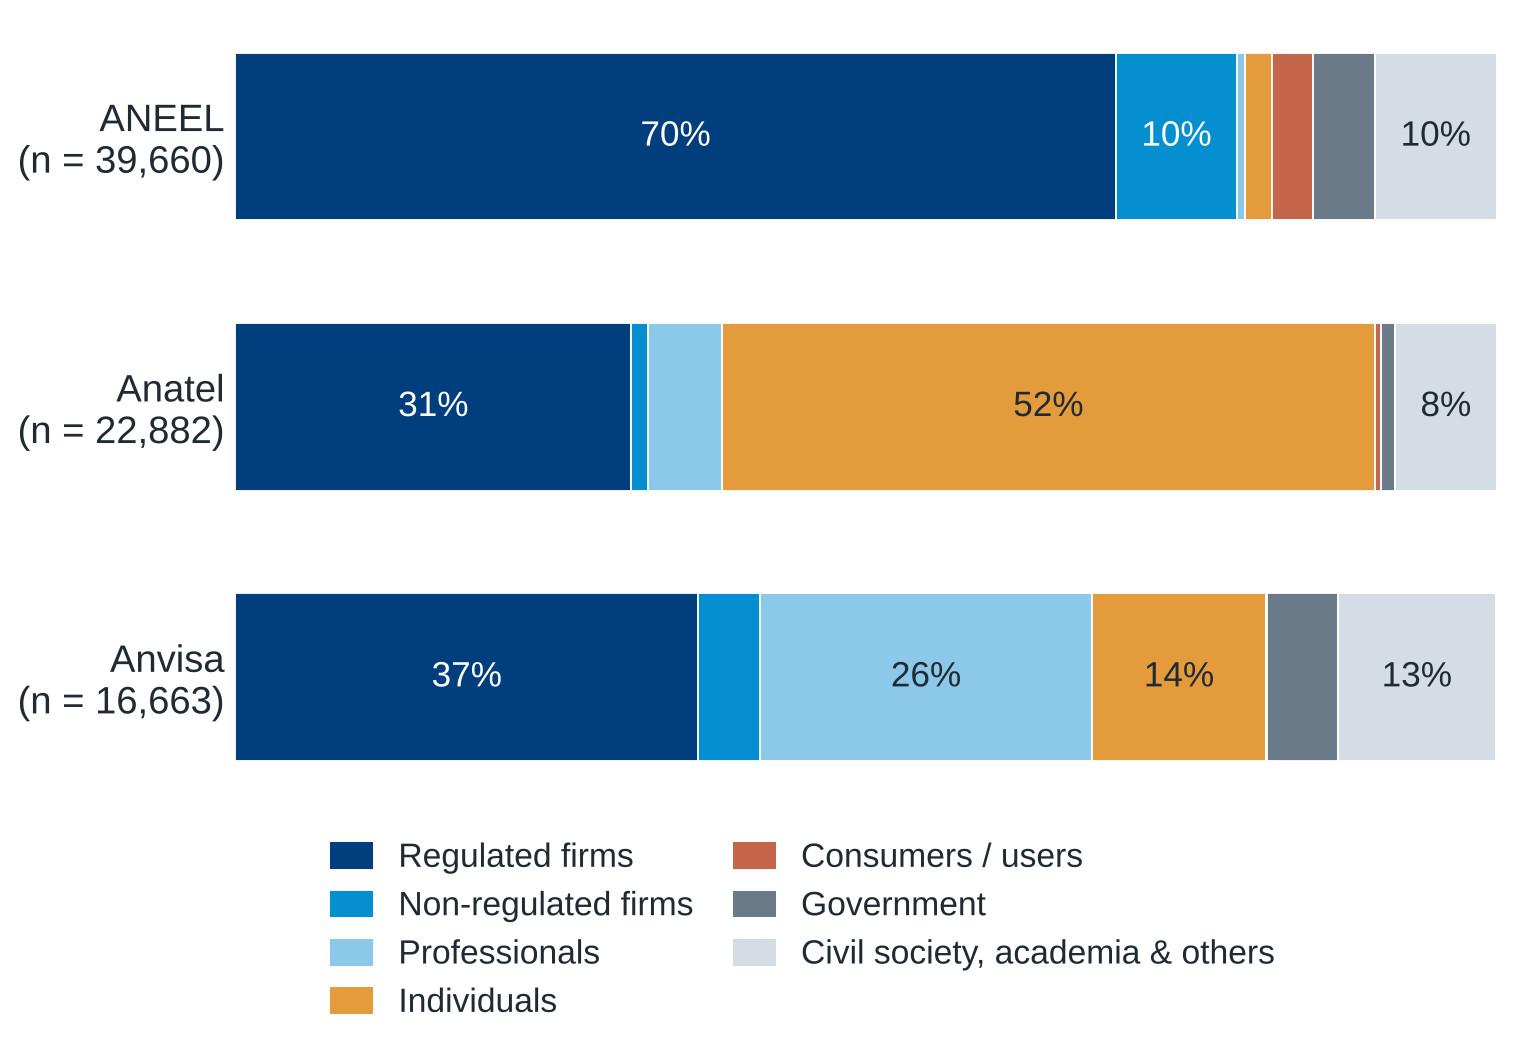 ANEEL
(n = 39,660)
70%
10%
10%
Anatel
(n = 22,882)
31%
52%
8%
Anvisa
(n = 16,663)
37%
26%
14%
13%
Regulated firms
Non-regulated firms
Professionals
Individuals
Consumers / users
Government
Civil society, academia & others